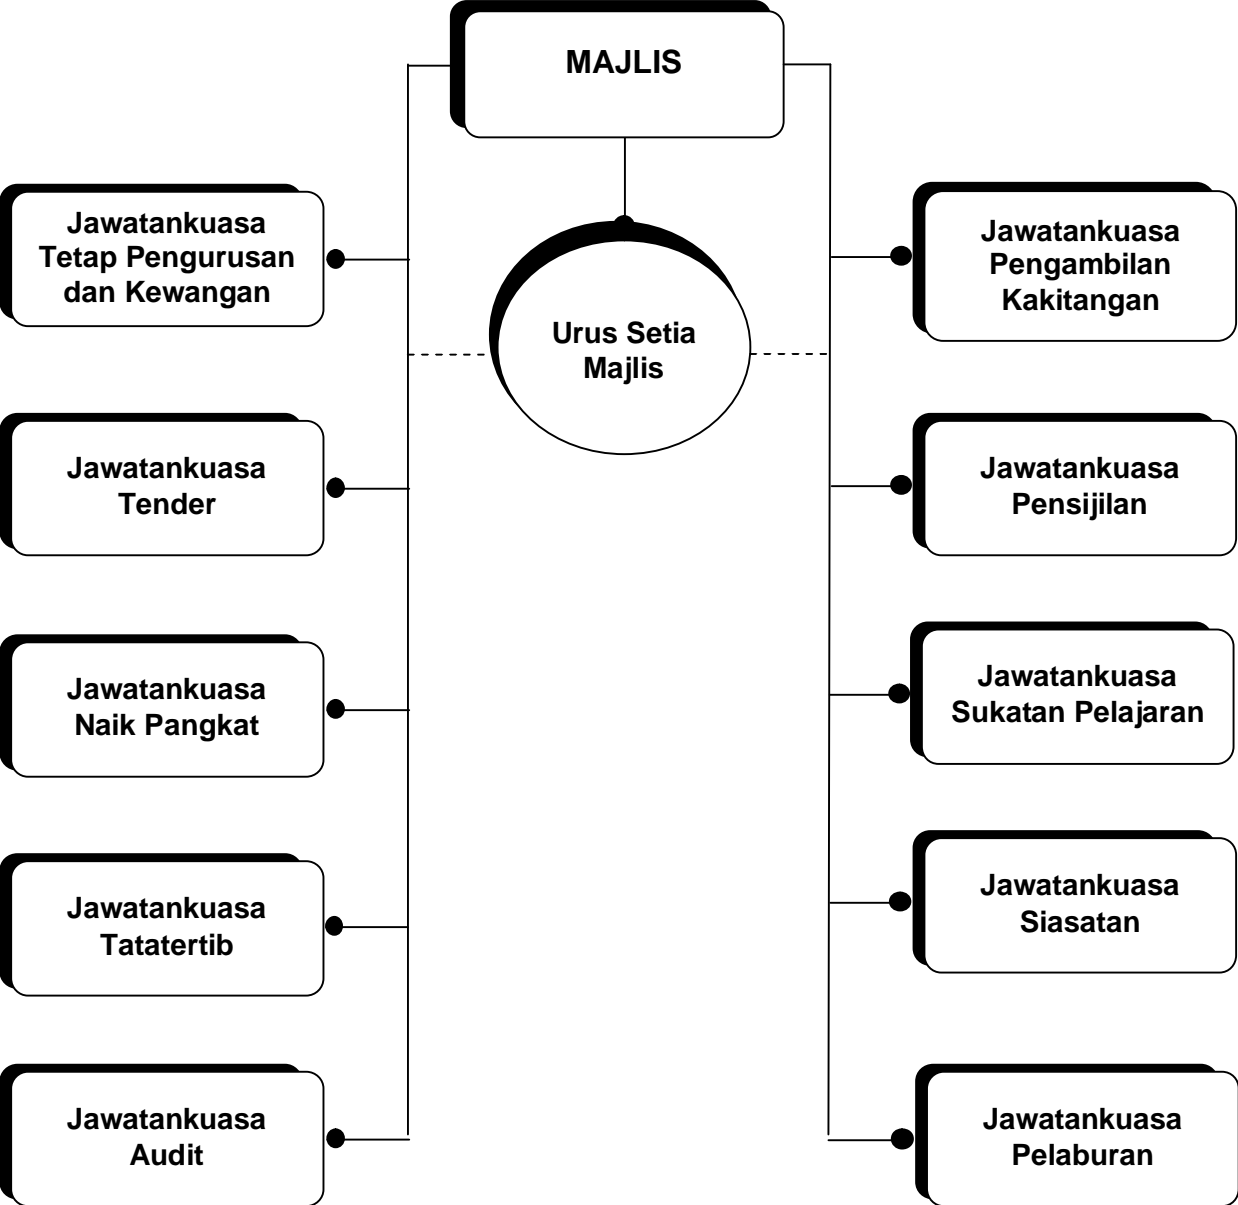 MAJLIS
Jawatankuasa
Tetap Pengurusan
dan Kewangan
Jawatankuasa
Pengambilan
Kakitangan
Urus Setia
Majlis
Jawatankuasa
Tender
Jawatankuasa
Pensijilan
Jawatankuasa
Naik Pangkat
Jawatankuasa
Sukatan Pelajaran
Jawatankuasa
Tatatertib
Jawatankuasa
Siasatan
Jawatankuasa
Audit
Jawatankuasa
Pelaburan